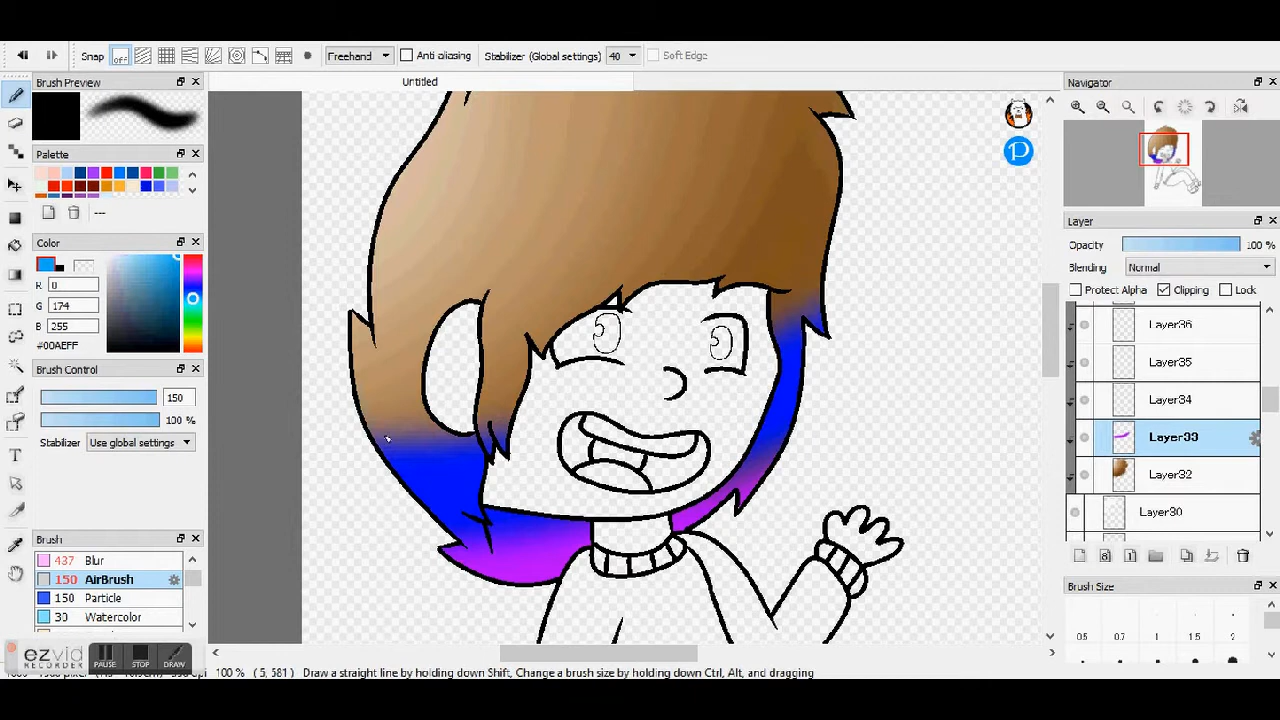 Snap off Freehand Anti aliasing Stabilizer (Global settings) 40 Soft Edge
Brush Preview
Untitled
Navigator
Palette
---
Color
R 0
G 174
B 255
#00AEFF
Brush Control
150
100 %
Stabilizer Use global settings
T
Brush
437 Blur
150 AirBrush
150 Particle
30 Watercolor
P
Layer
Opacity 100 %
Blending Normal
Protect Alpha Clipping Lock
Layer36
Layer35
Layer34
Layer33
Layer32
Layer30
Brush Size
0.5 0.7 1 1.5 2
ezvid
RECORDER
PAUSE STOP DRAW
100 % ( 5, 581) Draw a straight line by holding down Shift, Change a brush size by holding down Ctrl, Alt, and dragging